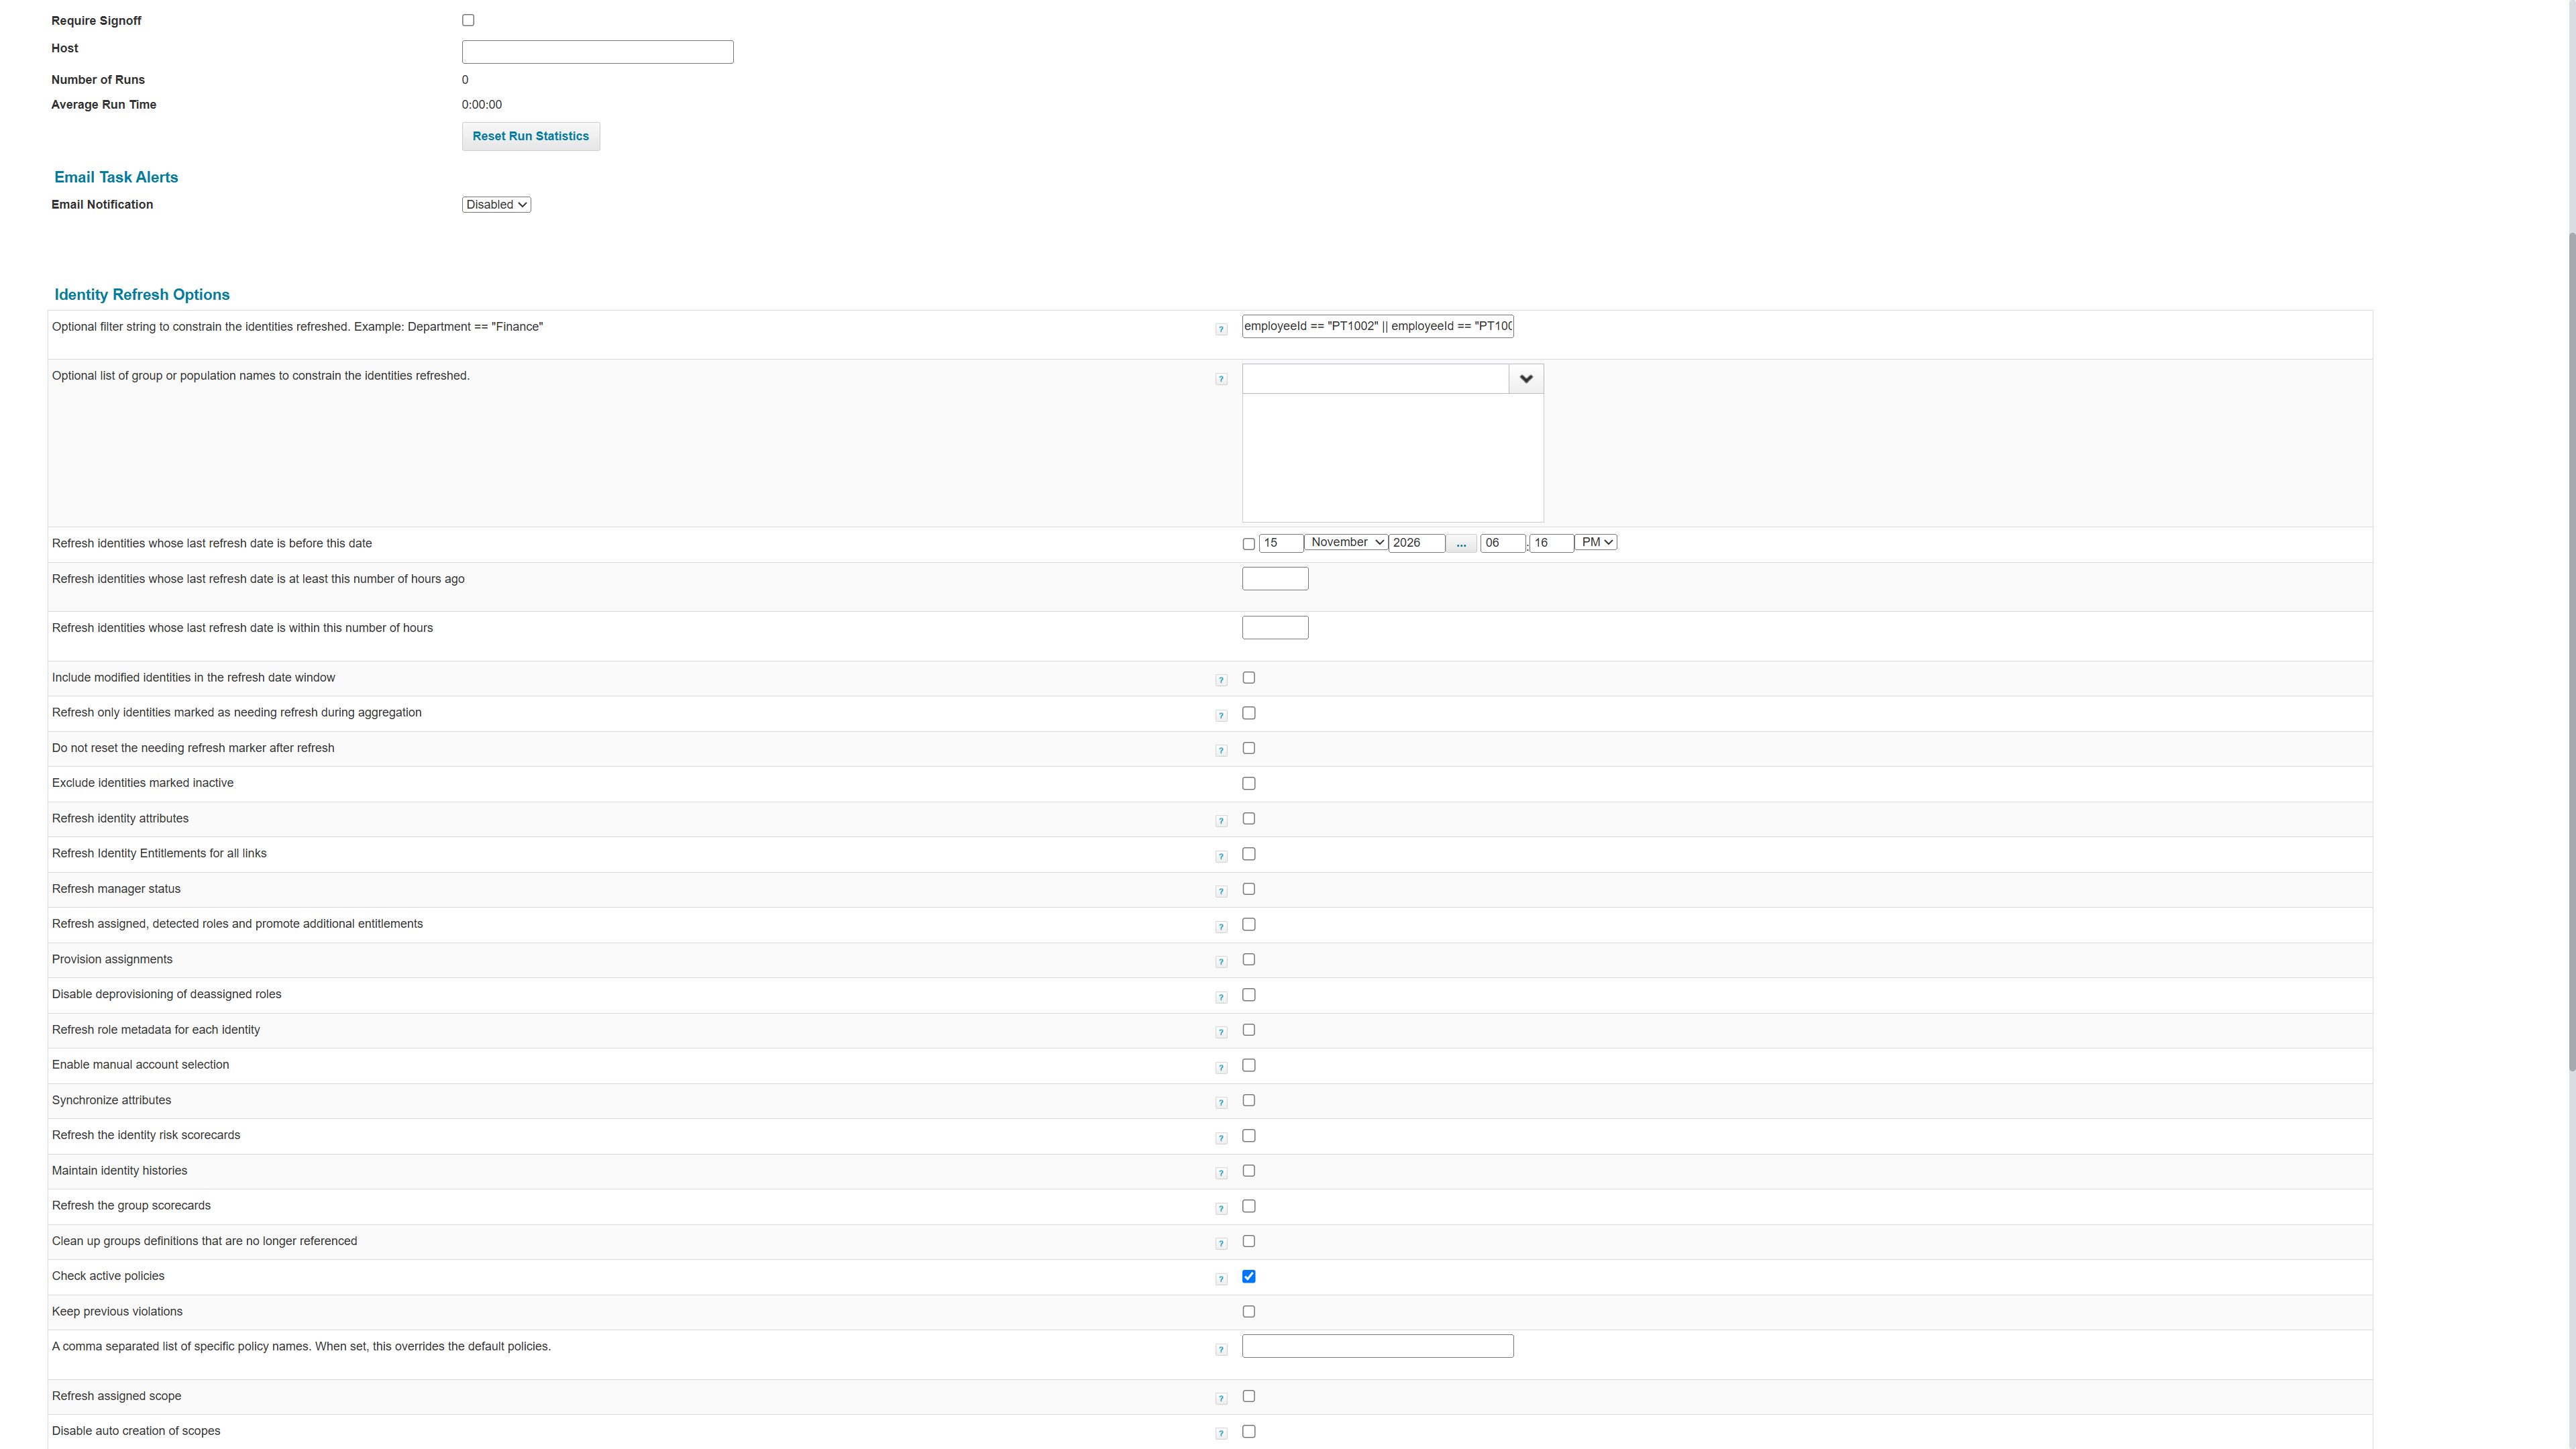 Require Signoff
Host
Number of Runs 0
Average Run Time 0:00:00
Reset Run Statistics
Email Task Alerts
Email Notification Disabled
Identity Refresh Options
Optional filter string to constrain the identities refreshed. Example: Department == "Finance" ? employeeId == "PT1002" || employeeId == "PT100
Optional list of group or population names to constrain the identities refreshed. ?
Refresh identities whose last refresh date is before this date 15 November 2026 ... 06 : 16 PM
Refresh identities whose last refresh date is at least this number of hours ago
Refresh identities whose last refresh date is within this number of hours
Include modified identities in the refresh date window ?
Refresh only identities marked as needing refresh during aggregation ?
Do not reset the needing refresh marker after refresh ?
Exclude identities marked inactive
Refresh identity attributes ?
Refresh Identity Entitlements for all links ?
Refresh manager status ?
Refresh assigned, detected roles and promote additional entitlements ?
Provision assignments ?
Disable deprovisioning of deassigned roles ?
Refresh role metadata for each identity ?
Enable manual account selection ?
Synchronize attributes ?
Refresh the identity risk scorecards ?
Maintain identity histories ?
Refresh the group scorecards ?
Clean up groups definitions that are no longer referenced ?
Check active policies ?
Keep previous violations
A comma separated list of specific policy names. When set, this overrides the default policies. ?
Refresh assigned scope ?
Disable auto creation of scopes ?